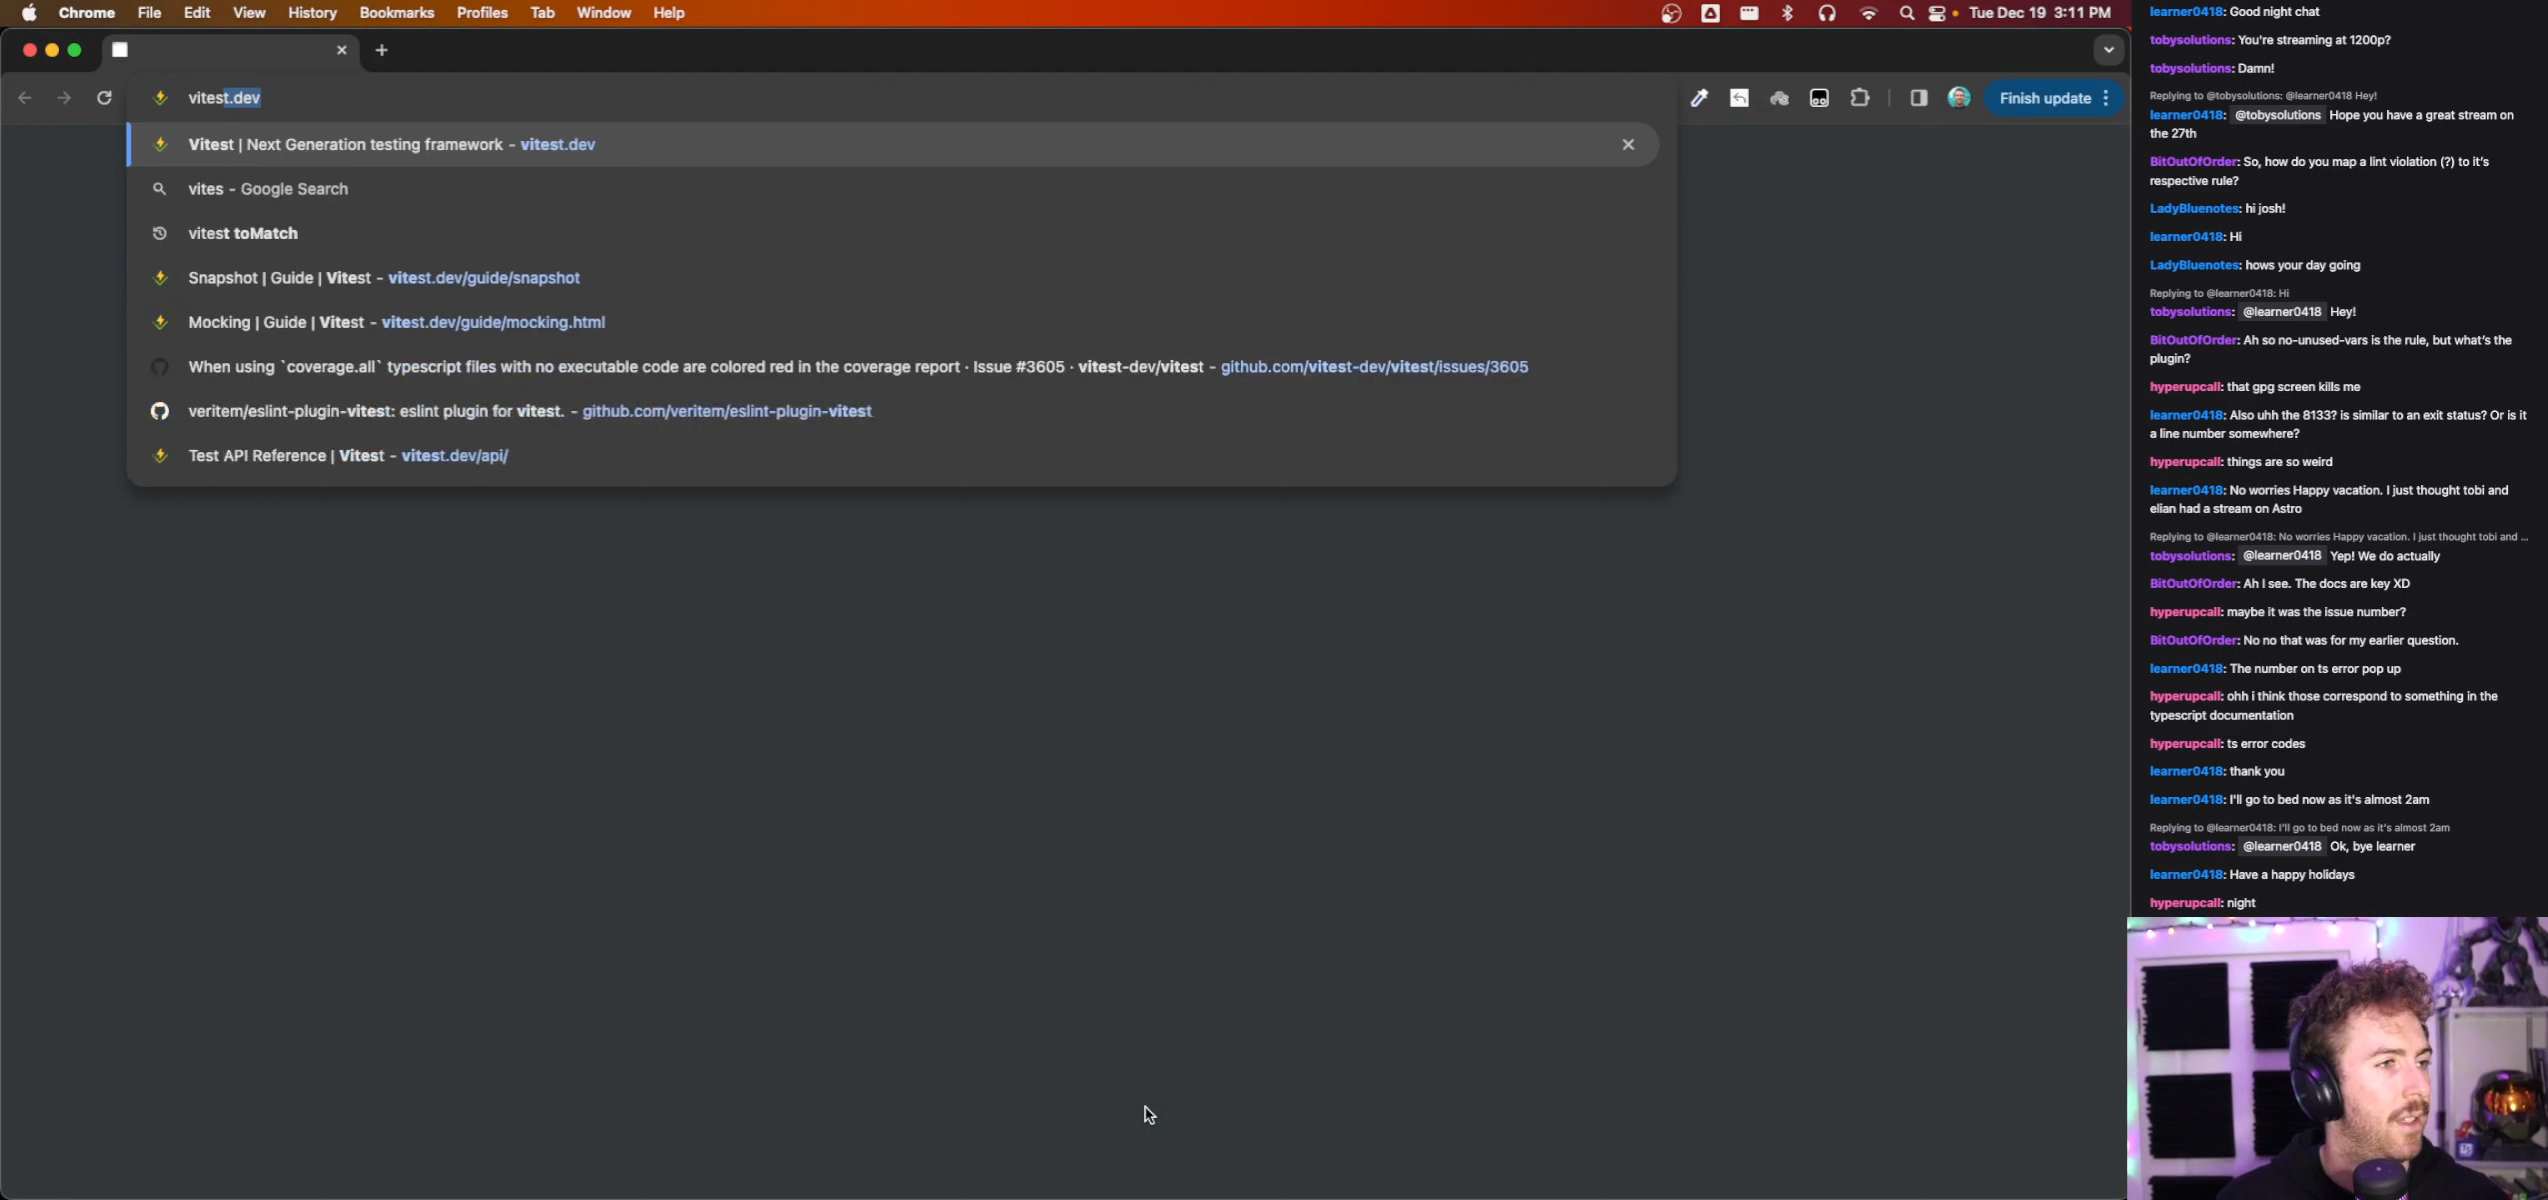 Chrome File Edit View History Bookmarks Profiles Tab Window Help
Tue Dec 19 3:11 PM
vitest.dev
Finish update
Vitest | Next Generation testing framework - vitest.dev
vites - Google Search
vitest toMatch
Snapshot | Guide | Vitest - vitest.dev/guide/snapshot
Mocking | Guide | Vitest - vitest.dev/guide/mocking.html
When using `coverage.all` typescript files with no executable code are colored red in the coverage report · Issue #3605 · vitest-dev/vitest - github.com/vitest-dev/vitest/issues/3605
veritem/eslint-plugin-vitest: eslint plugin for vitest. - github.com/veritem/eslint-plugin-vitest
Test API Reference | Vitest - vitest.dev/api/
learner0418: Good night chat
tobysolutions: You're streaming at 1200p?
tobysolutions: Damn!
Replying to @tobysolutions: @learner0418 Hey!
learner0418: @tobysolutions Hope you have a great stream on
the 27th
BitOutOfOrder: So, how do you map a lint violation (?) to it's
respective rule?
LadyBluenotes: hi josh!
learner0418: Hi
LadyBluenotes: hows your day going
Replying to @learner0418: Hi
tobysolutions: @learner0418 Hey!
BitOutOfOrder: Ah so no-unused-vars is the rule, but what's the
plugin?
hyperupcall: that gpg screen kills me
learner0418: Also uhh the 8133? is similar to an exit status? Or is it
a line number somewhere?
hyperupcall: things are so weird
learner0418: No worries Happy vacation. I just thought tobi and
elian had a stream on Astro
Replying to @learner0418: No worries Happy vacation. I just thought tobi and ...
tobysolutions: @learner0418 Yep! We do actually
BitOutOfOrder: Ah I see. The docs are key XD
hyperupcall: maybe it was the issue number?
BitOutOfOrder: No no that was for my earlier question.
learner0418: The number on ts error pop up
hyperupcall: ohh i think those correspond to something in the
typescript documentation
hyperupcall: ts error codes
learner0418: thank you
learner0418: I'll go to bed now as it's almost 2am
Replying to @learner0418: I'll go to bed now as it's almost 2am
tobysolutions: @learner0418 Ok, bye learner
learner0418: Have a happy holidays
hyperupcall: night